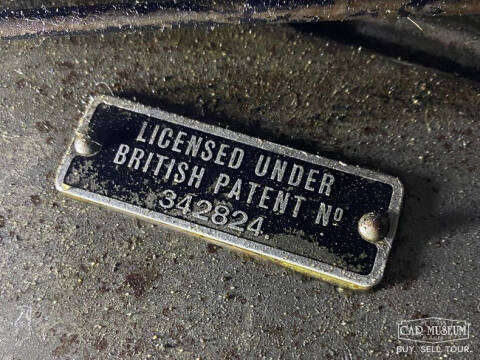 LICENSED UNDER
BRITISH PATENT Nº
342824
CAR MUSEUM
BUY. SELL. TOUR.